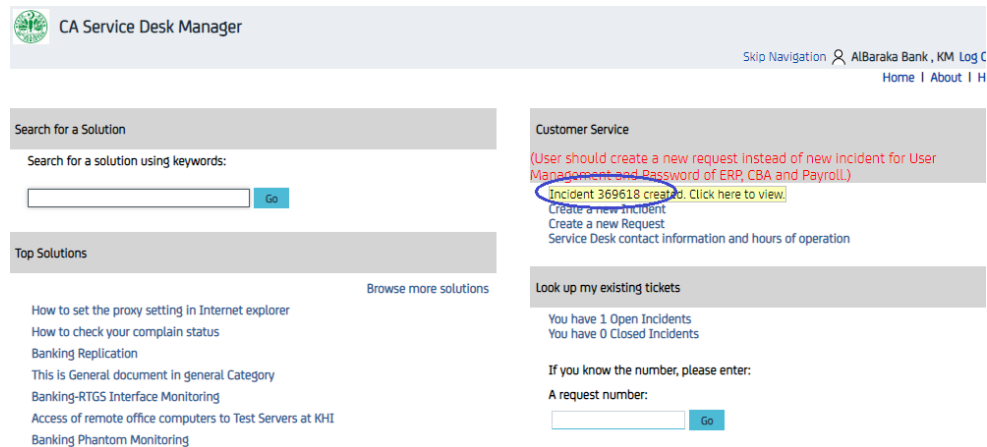 CA Service Desk Manager
Skip Navigation AlBaraka Bank , KM Log
Home | About |
Search for a Solution
Search for a solution using keywords:
Go
Top Solutions
Browse more solutions
How to set the proxy setting in Internet explorer
How to check your complain status
Banking Replication
This is General document in general Category
Banking-RTGS Interface Monitoring
Access of remote office computers to Test Servers at KHI
Banking Phantom Monitoring
Customer Service
(User should create a new request instead of new incident for User
Management and Password of ERP, CBA and Payroll.)
Incident 369618 created. Click here to view.
Create a new Incident
Create a new Request
Service Desk contact information and hours of operation
Look up my existing tickets
You have 1 Open Incidents
You have 0 Closed Incidents
If you know the number, please enter:
A request number:
Go